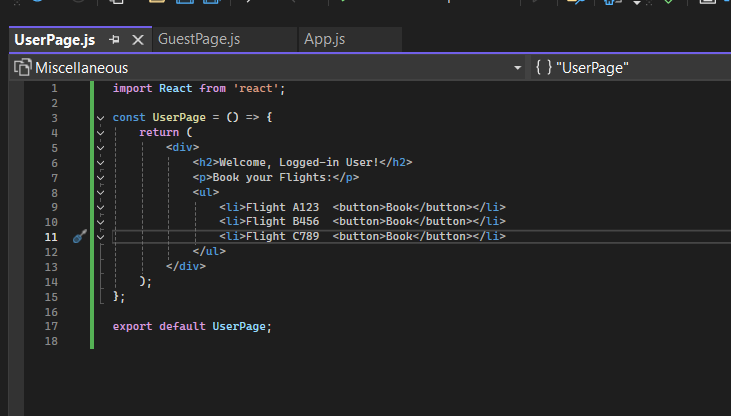 UserPage.js GuestPage.js App.js
Miscellaneous { } "UserPage"
1 import React from 'react';
2
3 const UserPage = () => {
4     return (
5         <div>
6             <h2>Welcome, Logged-in User!</h2>
7             <p>Book your Flights:</p>
8             <ul>
9                 <li>Flight A123  <button>Book</button></li>
10                 <li>Flight B456  <button>Book</button></li>
11                 <li>Flight C789  <button>Book</button></li>
12             </ul>
13         </div>
14     );
15 };
16
17 export default UserPage;
18